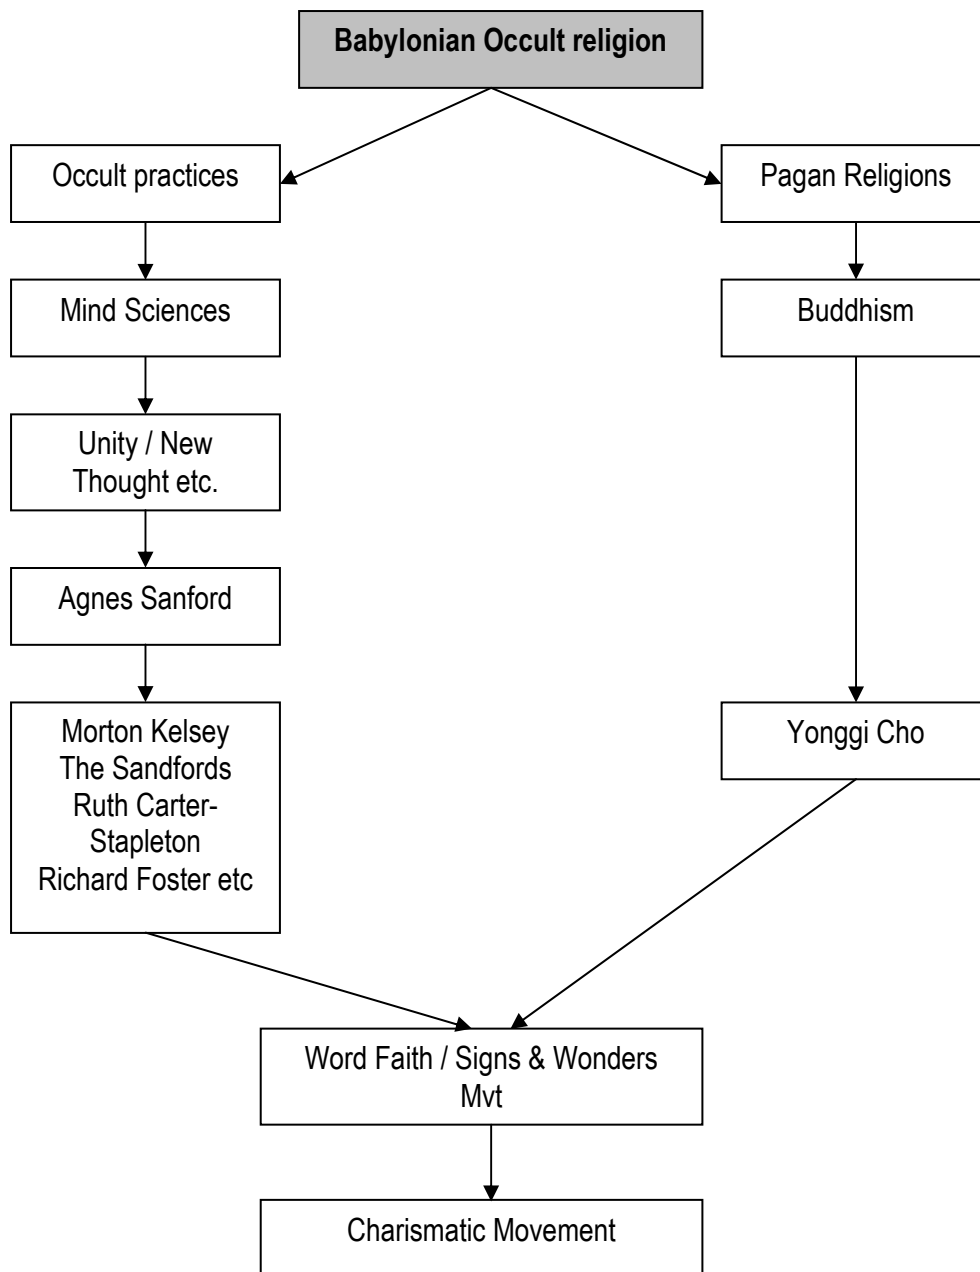 Babylonian Occult religion
Occult practices
Pagan Religions
Mind Sciences
Buddhism
Unity / New
Thought etc.
Agnes Sanford
Morton Kelsey
The Sandfords
Ruth Carter-
Stapleton
Richard Foster etc
Yonggi Cho
Word Faith / Signs & Wonders
Mvt
Charismatic Movement